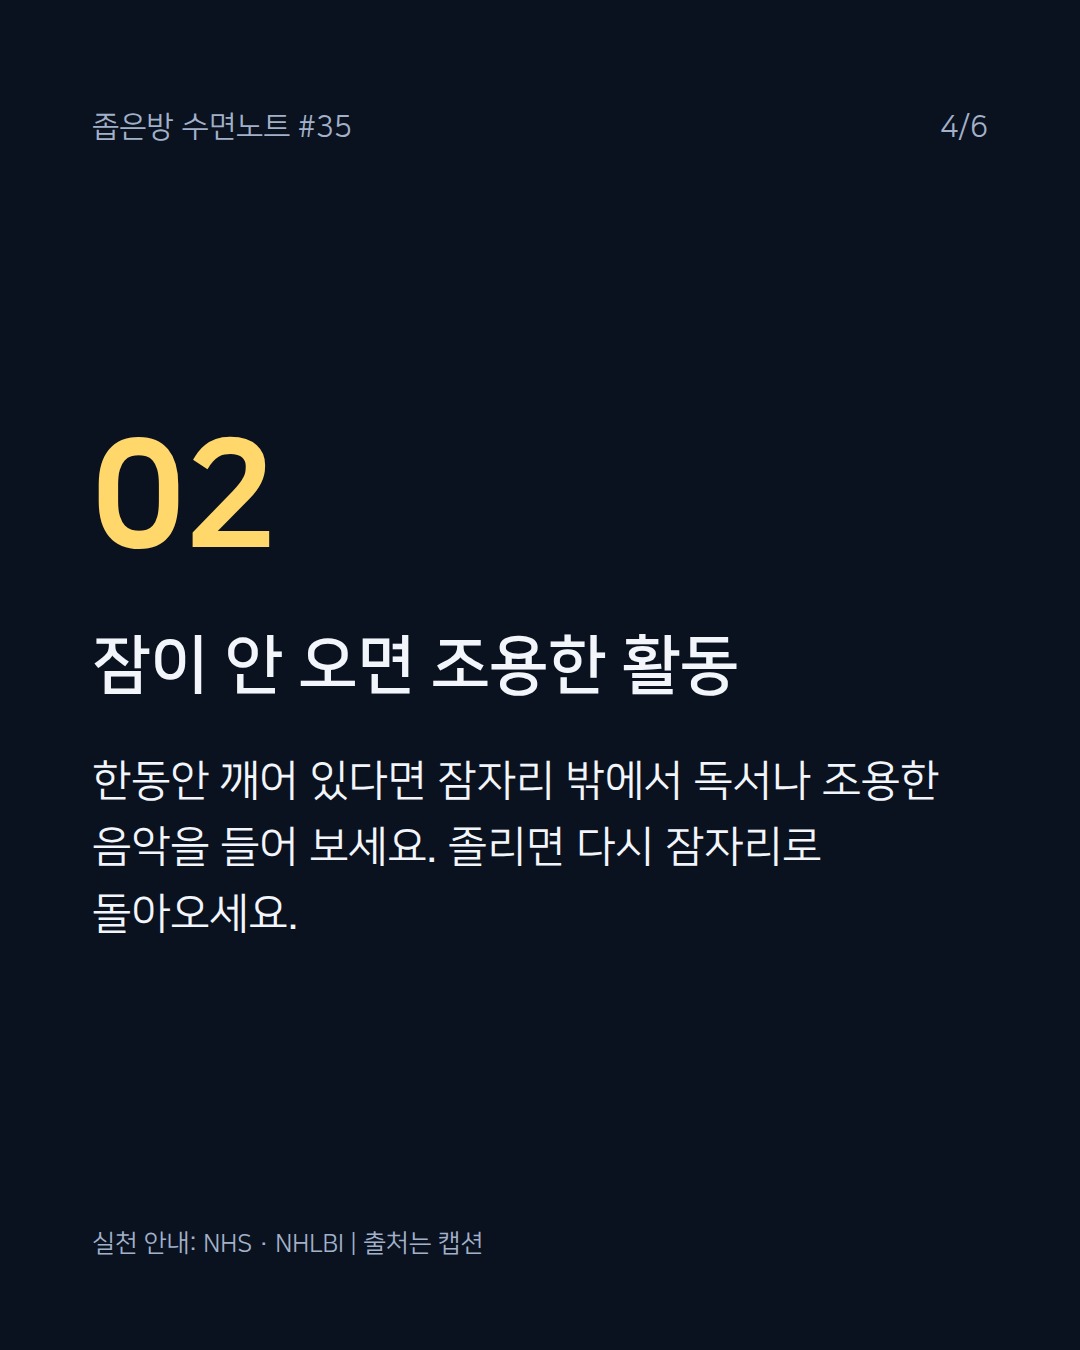 좁은방 수면노트 #35
4/6
02
잠이 안 오면 조용한 활동
한동안 깨어 있다면 잠자리 밖에서 독서나 조용한
음악을 들어 보세요. 졸리면 다시 잠자리로
돌아오세요.
실천 안내: NHS · NHLBI | 출처는 캡션